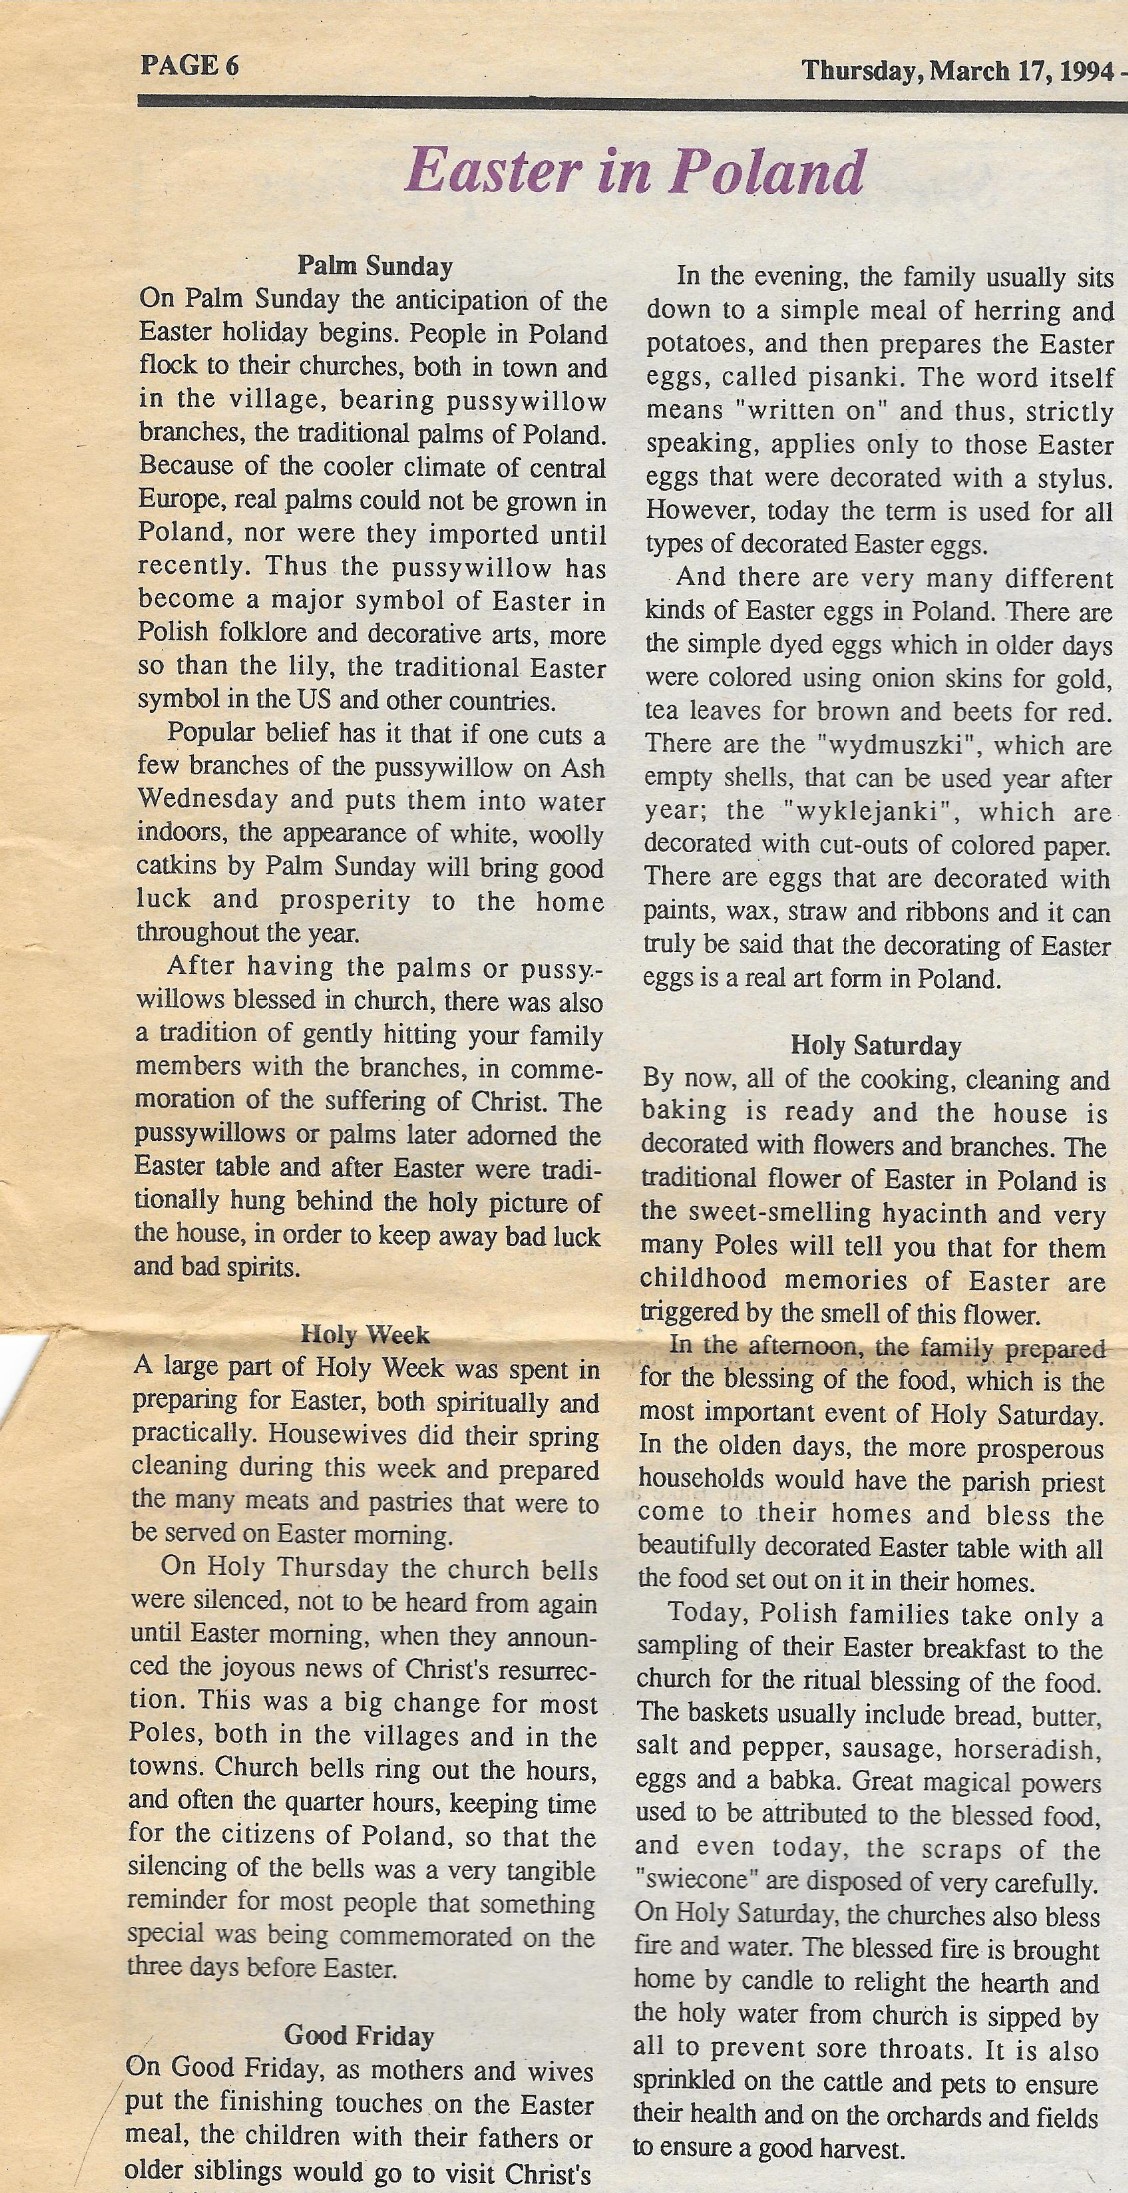 PAGE 6
Thursday, March 17, 1994 -
Easter in Poland
Palm Sunday
On Palm Sunday the anticipation of the
Easter holiday begins. People in Poland
flock to their churches, both in town and
in the village, bearing pussywillow
branches, the traditional palms of Poland.
Because of the cooler climate of central
Europe, real palms could not be grown in
Poland, nor were they imported until
recently. Thus the pussywillow has
become a major symbol of Easter in
Polish folklore and decorative arts, more
so than the lily, the traditional Easter
symbol in the US and other countries.
Popular belief has it that if one cuts a
few branches of the pussywillow on Ash
Wednesday and puts them into water
indoors, the appearance of white, woolly
catkins by Palm Sunday will bring good
luck and prosperity to the home
throughout the year.
After having the palms or pussy-
willows blessed in church, there was also
a tradition of gently hitting your family
members with the branches, in comme-
moration of the suffering of Christ. The
pussywillows or palms later adorned the
Easter table and after Easter were tradi-
tionally hung behind the holy picture of
the house, in order to keep away bad luck
and bad spirits.
Holy Week
A large part of Holy Week was spent in
preparing for Easter, both spiritually and
practically. Housewives did their spring
cleaning during this week and prepared
the many meats and pastries that were to
be served on Easter morning.
On Holy Thursday the church bells
were silenced, not to be heard from again
until Easter morning, when they announ-
ced the joyous news of Christ's resurrec-
tion. This was a big change for most
Poles, both in the villages and in the
towns. Church bells ring out the hours,
and often the quarter hours, keeping time
for the citizens of Poland, so that the
silencing of the bells was a very tangible
reminder for most people that something
special was being commemorated on the
three days before Easter.
Good Friday
On Good Friday, as mothers and wives
put the finishing touches on the Easter
meal, the children with their fathers or
older siblings would go to visit Christ's
In the evening, the family usually sits
down to a simple meal of herring and
potatoes, and then prepares the Easter
eggs, called pisanki. The word itself
means "written on" and thus, strictly
speaking, applies only to those Easter
eggs that were decorated with a stylus.
However, today the term is used for all
types of decorated Easter eggs.
And there are very many different
kinds of Easter eggs in Poland. There are
the simple dyed eggs which in older days
were colored using onion skins for gold,
tea leaves for brown and beets for red.
There are the "wydmuszki", which are
empty shells, that can be used year after
year; the "wyklejanki", which are
decorated with cut-outs of colored paper.
There are eggs that are decorated with
paints, wax, straw and ribbons and it can
truly be said that the decorating of Easter
eggs is a real art form in Poland.
Holy Saturday
By now, all of the cooking, cleaning and
baking is ready and the house is
decorated with flowers and branches. The
traditional flower of Easter in Poland is
the sweet-smelling hyacinth and very
many Poles will tell you that for them
childhood memories of Easter are
triggered by the smell of this flower.
In the afternoon, the family prepared
for the blessing of the food, which is the
most important event of Holy Saturday.
In the olden days, the more prosperous
households would have the parish priest
come to their homes and bless the
beautifully decorated Easter table with all
the food set out on it in their homes.
Today, Polish families take only a
sampling of their Easter breakfast to the
church for the ritual blessing of the food.
The baskets usually include bread, butter,
salt and pepper, sausage, horseradish,
eggs and a babka. Great magical powers
used to be attributed to the blessed food,
and even today, the scraps of the
"swiecone" are disposed of very carefully.
On Holy Saturday, the churches also bless
fire and water. The blessed fire is brought
home by candle to relight the hearth and
the holy water from church is sipped by
all to prevent sore throats. It is also
sprinkled on the cattle and pets to ensure
their health and on the orchards and fields
to ensure a good harvest.